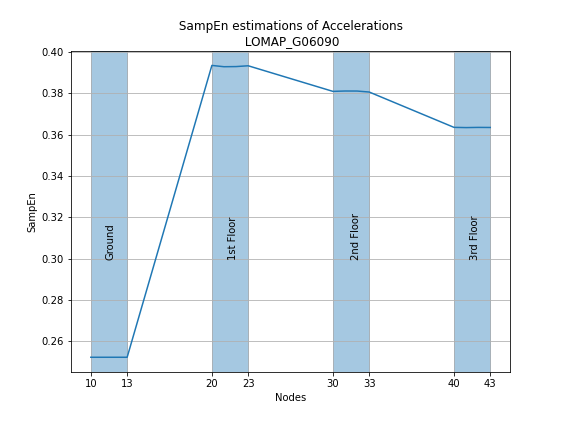 SampEn estimations of Accelerations
LOMAP_G06090
0.40
0.38
0.36
0.34
0.32
0.30
0.28
0.26
SampEn
Ground
1st Floor
2nd Floor
3rd Floor
10 13 20 23 30 33 40 43
Nodes